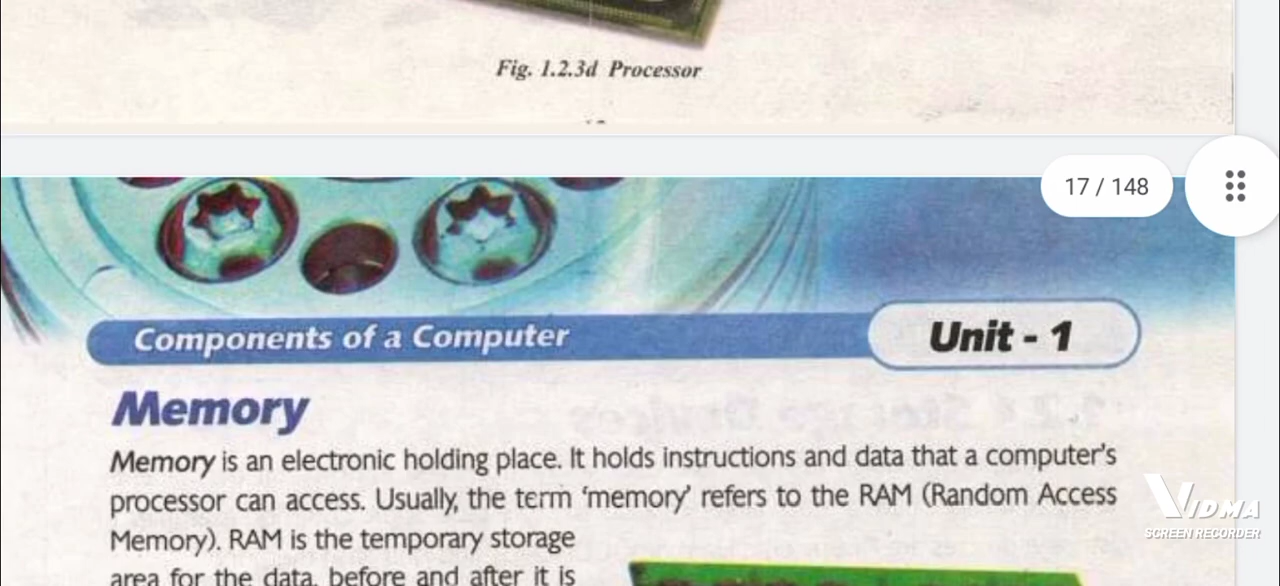 Fig. 1.2.3d Processor
17 / 148
Components of a Computer
Unit - 1
Memory
Memory is an electronic holding place. It holds instructions and data that a computer's
processor can access. Usually, the term 'memory' refers to the RAM (Random Access
Memory). RAM is the temporary storage
area for the data, before and after it is
VIDMA
SCREEN RECORDER